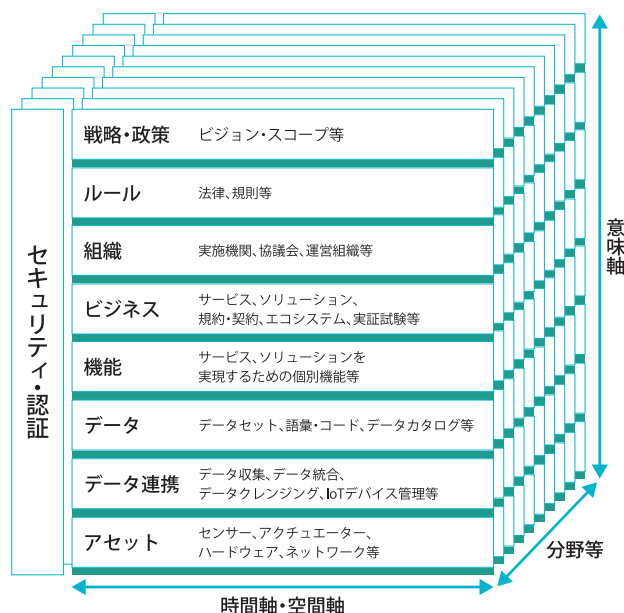 セキュリティ・認証
戦略・政策 ビジョン・スコープ等
ルール 法律、規則等
組織 実施機関、協議会、運営組織等
ビジネス サービス、ソリューション、
規約・契約、エコシステム、実証試験等
機能 サービス、ソリューションを
実現するための個別機能等
データ データセット、語彙・コード、データカタログ等
データ連携 データ収集、データ統合、
データクレンジング、IoTデバイス管理等
アセット センサー、アクチュエーター、
ハードウェア、ネットワーク等
意味軸
分野等
時間軸・空間軸